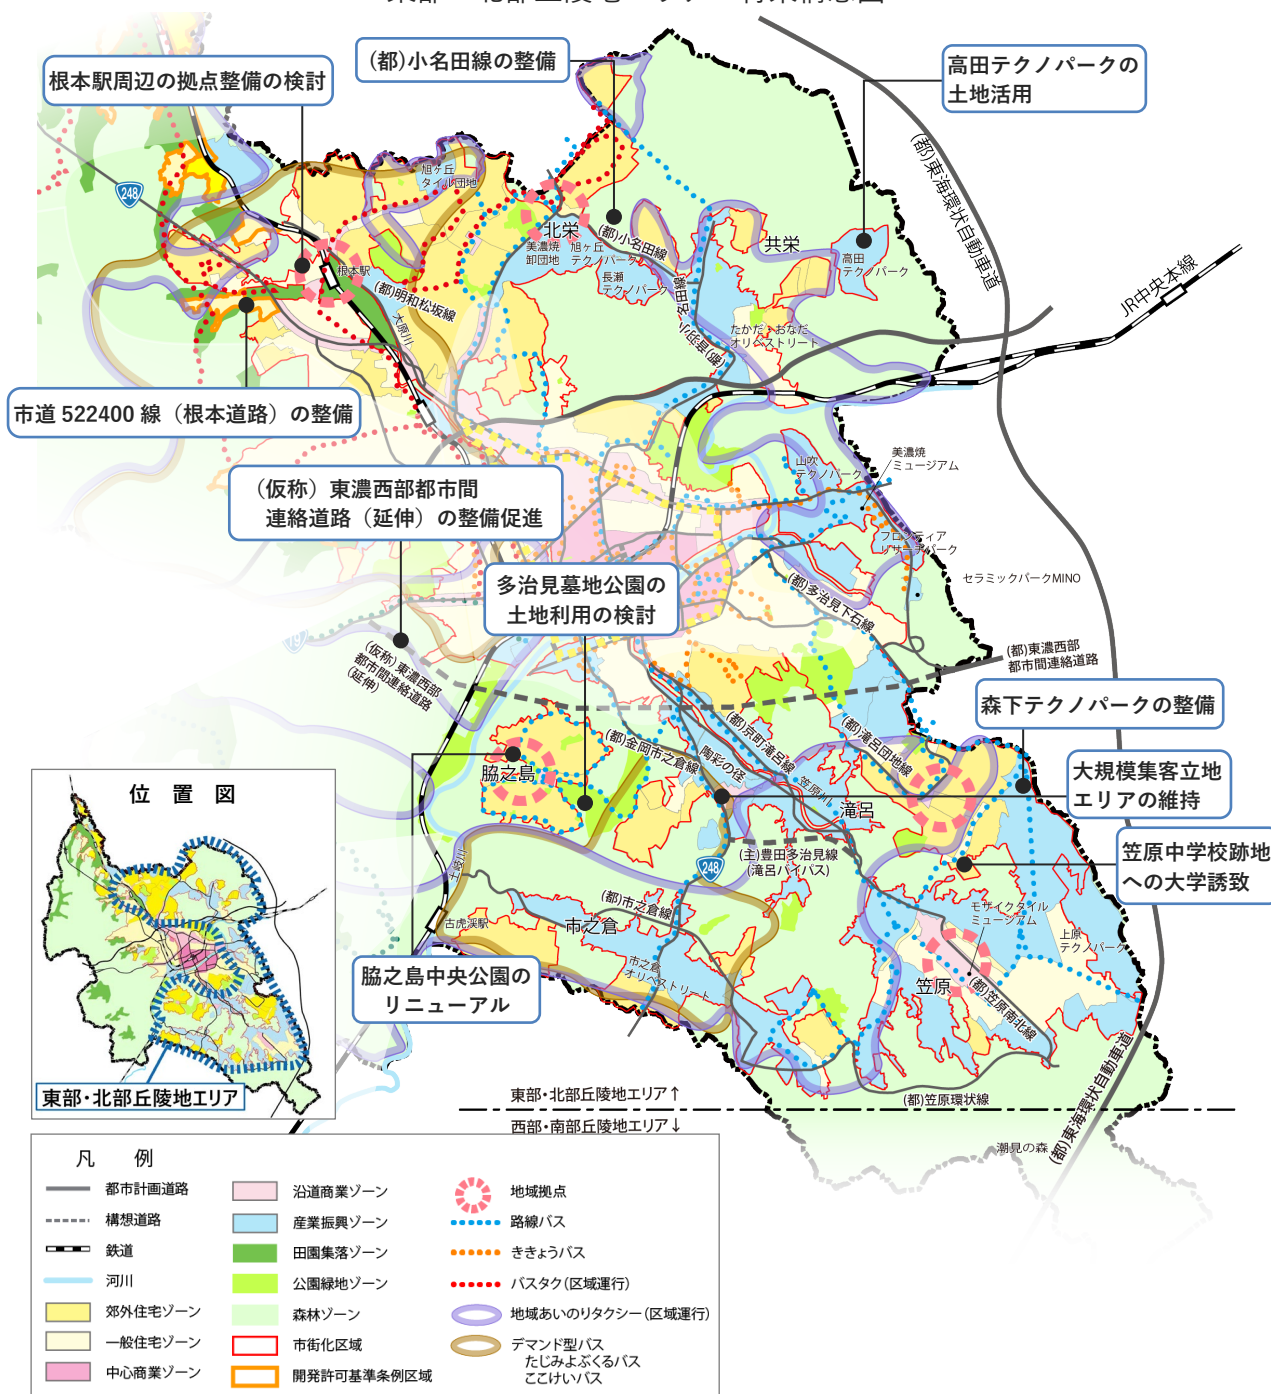 根本駅周辺の拠点整備の検討
(都)小名田線の整備
高田テクノパークの
土地活用
(都)東海環状自動車道
JR中央本線
248
旭ヶ丘
タイル団地
北栄
美濃焼
卸団地
旭ヶ丘
テクノパーク
長瀬
テクノパーク
(都)小名田線
共栄
高田
テクノパーク
根本駅
(都)明和松坂線
大原川
たかだ・おなだ
オリベストリート
市道 522400 線（根本道路）の整備
（仮称）東濃西部都市間
連絡道路（延伸）の整備促進
山吹
テクノパーク
美濃焼
ミュージアム
フロンティア
リサーチパーク
セラミックパークMINO
多治見墓地公園の
土地利用の検討
(都)多治見下石線
19
(仮称)東濃西部
都市間連絡道路
(延伸)
(都)東濃西部
都市間連絡道路
森下テクノパークの整備
(都)京町滝呂線
(都)滝呂団地線
(都)金岡市之倉線
陶彩の径
笠原川
脇之島
滝呂
大規模集客立地
エリアの維持
笠原中学校跡地
への大学誘致
(主)豊田多治見線
(滝呂バイパス)
248
土岐川
古虎渓駅
市之倉
(都)市之倉線
市之倉
オリベストリート
モザイクタイル
ミュージアム
上原
テクノパーク
笠原
(都)笠原南北線
脇之島中央公園の
リニューアル
位置図
東部・北部丘陵地エリア
東部・北部丘陵地エリア↑
西部・南部丘陵地エリア↓
(都)笠原環状線
(都)東海環状自動車道
潮見の森
凡例
都市計画道路
構想道路
鉄道
河川
郊外住宅ゾーン
一般住宅ゾーン
中心商業ゾーン
沿道商業ゾーン
産業振興ゾーン
田園集落ゾーン
公園緑地ゾーン
森林ゾーン
市街化区域
開発許可基準条例区域
地域拠点
路線バス
ききょうバス
バスタク(区域運行)
地域あいのりタクシー(区域運行)
デマンド型バス
たじみよぶくるバス
ここけいバス